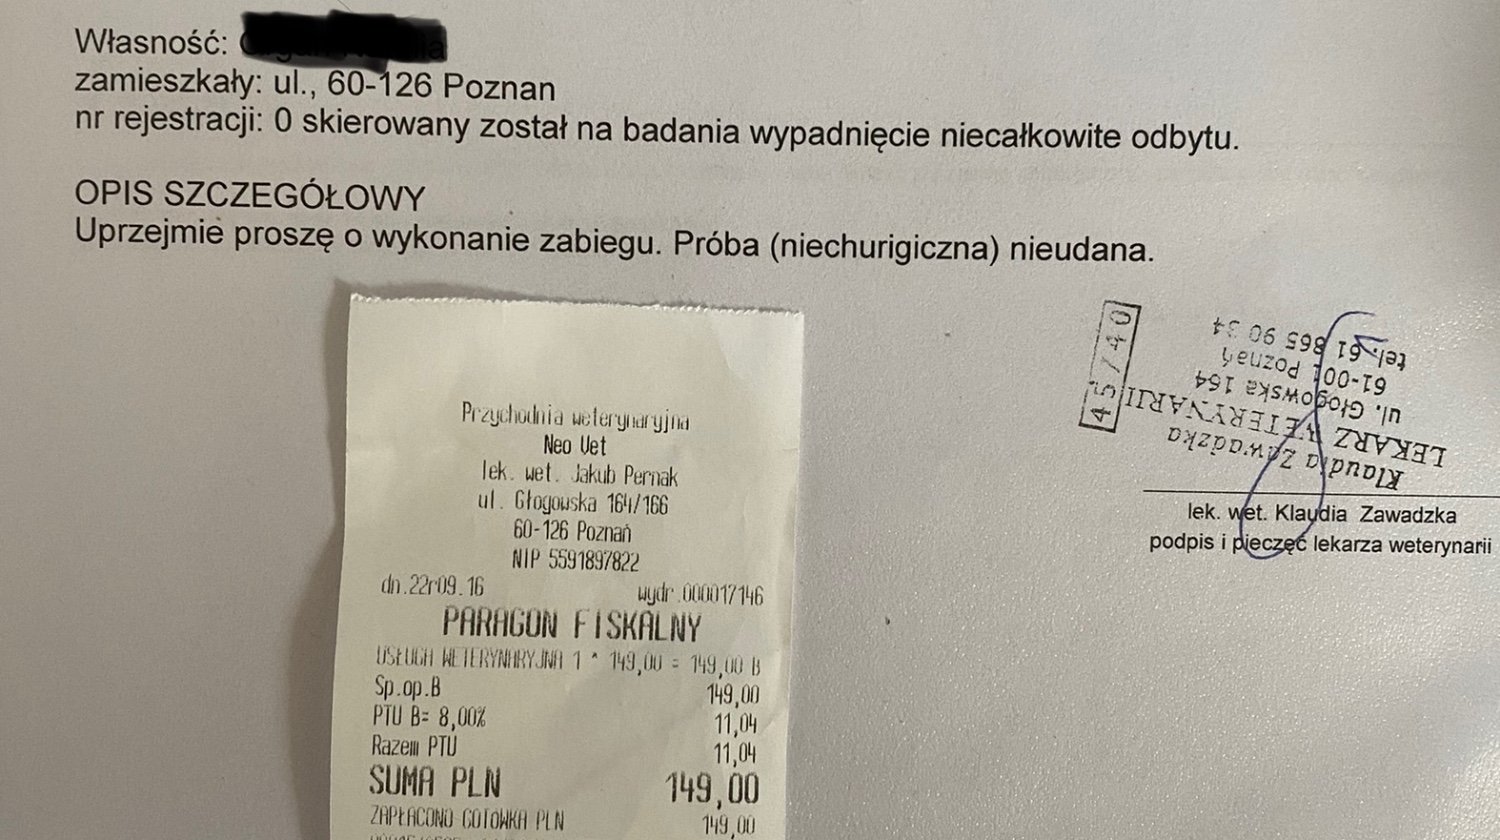 Własność:
zamieszkały: ul., 60-126 Poznan
nr rejestracji: 0 skierowany został na badania wypadnięcie niecałkowite odbytu.
OPIS SZCZEGÓŁOWY
Uprzejmie proszę o wykonanie zabiegu. Próba (niechurigiczna) nieudana.
Klaudia Zawadzka
LEKARZ WETERYNARII
ul. Głogowska 164
61-001 Poznań
tel. 61 865 90 34
45/40
lek. wet. Klaudia Zawadzka
podpis i pieczęć lekarza weterynarii
Przychodnia weterynaryjna
Neo Vet
lek. wet. Jakub Pernak
ul. Głogowska 164/166
60-126 Poznań
NIP 5591897822
dn.22r09.16 wydr.000017146
PARAGON FISKALNY
USŁUGA WETERYNARYJNA 1 * 149,00 = 149,00 B
Sp.op.B 149,00
PTU B= 8,00% 11,04
Razem PTU 11,04
SUMA PLN 149,00
ZAPŁACONO GOTÓWKA PLN 149,00